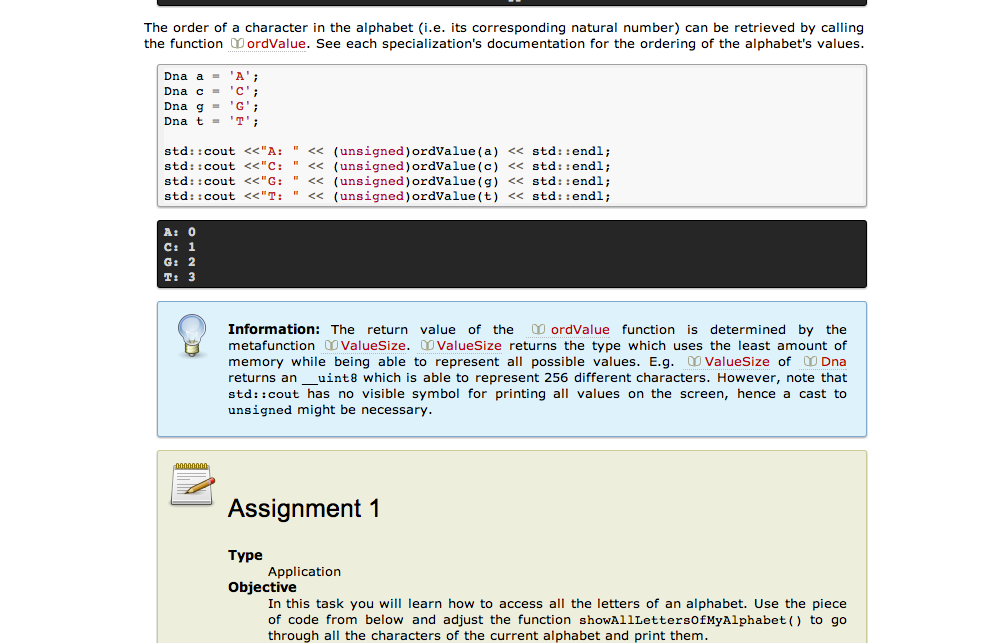 The order of a character in the alphabet (i.e. its corresponding natural number) can be retrieved by calling
the function ordValue. See each specialization's documentation for the ordering of the alphabet's values.
Dna a = 'A';
Dna c = 'C';
Dna g = 'G';
Dna t = 'T';
std::cout <<"A: " << (unsigned)ordValue(a) << std::endl;
std::cout <<"C: " << (unsigned)ordValue(c) << std::endl;
std::cout <<"G: " << (unsigned)ordValue(g) << std::endl;
std::cout <<"T: " << (unsigned)ordValue(t) << std::endl;
A: 0
C: 1
G: 2
T: 3
Information: The return value of the ordValue function is determined by the
metafunction ValueSize. ValueSize returns the type which uses the least amount of
memory while being able to represent all possible values. E.g. ValueSize of Dna
returns an __uint8 which is able to represent 256 different characters. However, note that
std::cout has no visible symbol for printing all values on the screen, hence a cast to
unsigned might be necessary.
Assignment 1
Type
Application
Objective
In this task you will learn how to access all the letters of an alphabet. Use the piece
of code from below and adjust the function showAllLettersOfMyAlphabet() to go
through all the characters of the current alphabet and print them.